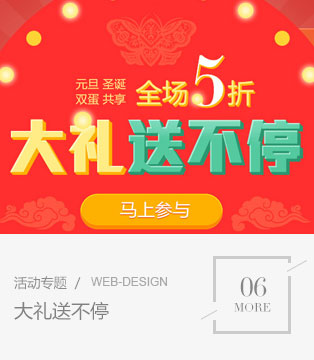 元旦 圣诞
双蛋 共享
全场5折
大礼送不停
马上参与
活动专题 / WEB-DESIGN
大礼送不停
06
MORE